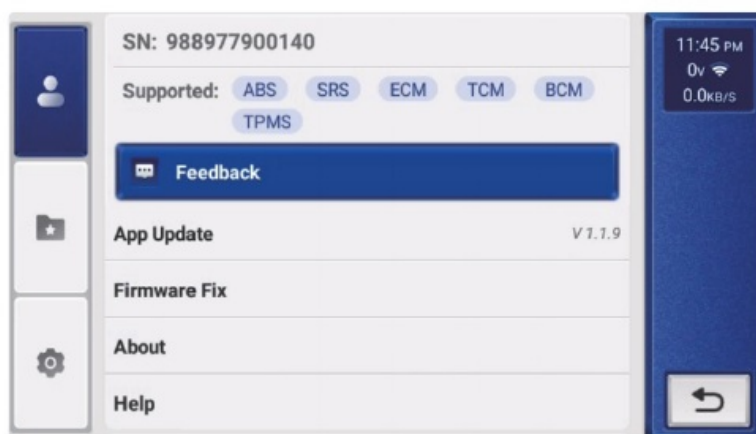 SN: 988977900140
Supported: ABS SRS ECM TCM BCM
TPMS
Feedback
App Update V 1.1.9
Firmware Fix
About
Help
11:45 PM
0V
0.0KB/S